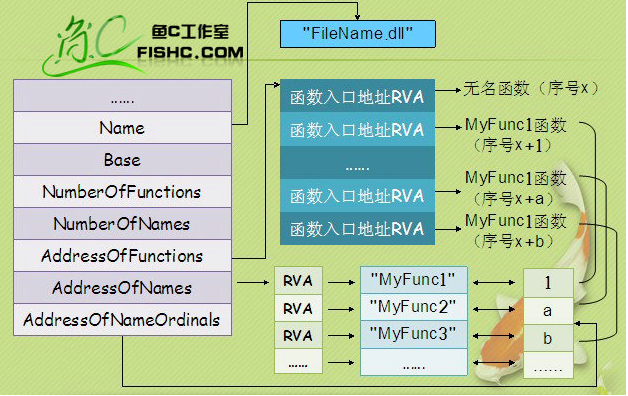 鱼C
鱼C工作室
FISHC.COM
"FileName.dll"
......
Name
Base
NumberOfFunctions
NumberOfNames
AddressOfFunctions
AddressOfNames
AddressOfNameOrdinals
函数入口地址RVA
函数入口地址RVA
......
函数入口地址RVA
函数入口地址RVA
无名函数（序号x）
MyFunc1函数
（序号x+1）
MyFunc1函数
（序号x+a）
MyFunc1函数
（序号x+b）
RVA "MyFunc1" 1
RVA "MyFunc2" a
RVA "MyFunc3" b
...... ...... ......